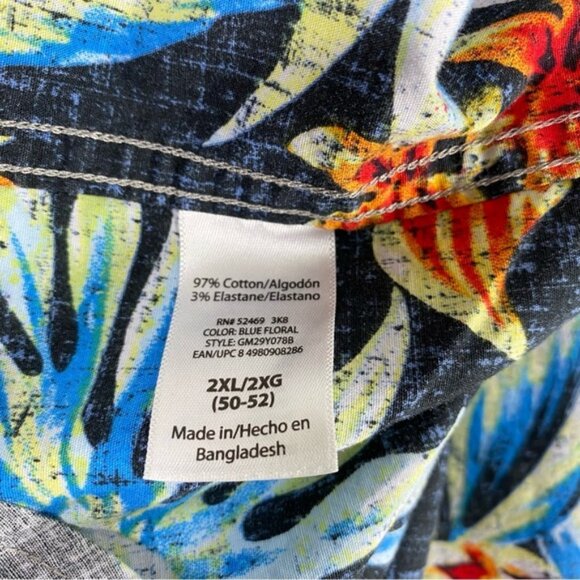 97% Cotton/Algodón
3% Elastane/Elastano
RN# 52469 3K8
COLOR: BLUE FLORAL
STYLE: GM29Y078B
EAN/UPC 8 4980908286
2XL/2XG
(50-52)
Made in/Hecho en
Bangladesh